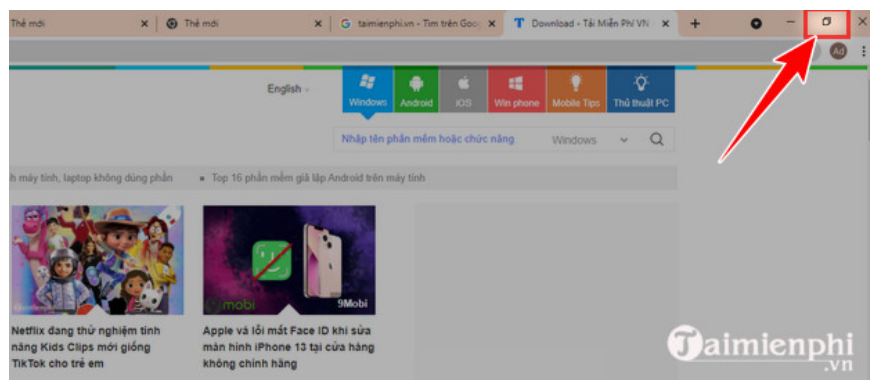 Thẻ mới
Thẻ mới
taimienphi.vn - Tìm trên Goo
Download - Tải Miễn Phí VN
Ad
English
Windows
Android
iOS
Win phone
Mobile Tips
Thủ thuật PC
Nhập tên phần mềm hoặc chức năng
Windows
h máy tính, laptop không dùng phần
Top 16 phần mềm giả lập Android trên máy tính
9mobi
9Mobi
Netflix đang thử nghiệm tính
năng Kids Clips mới giống
TikTok cho trẻ em
Apple vá lỗi mất Face ID khi sửa
màn hình iPhone 13 tại cửa hàng
không chính hãng
Taimienphi
.vn